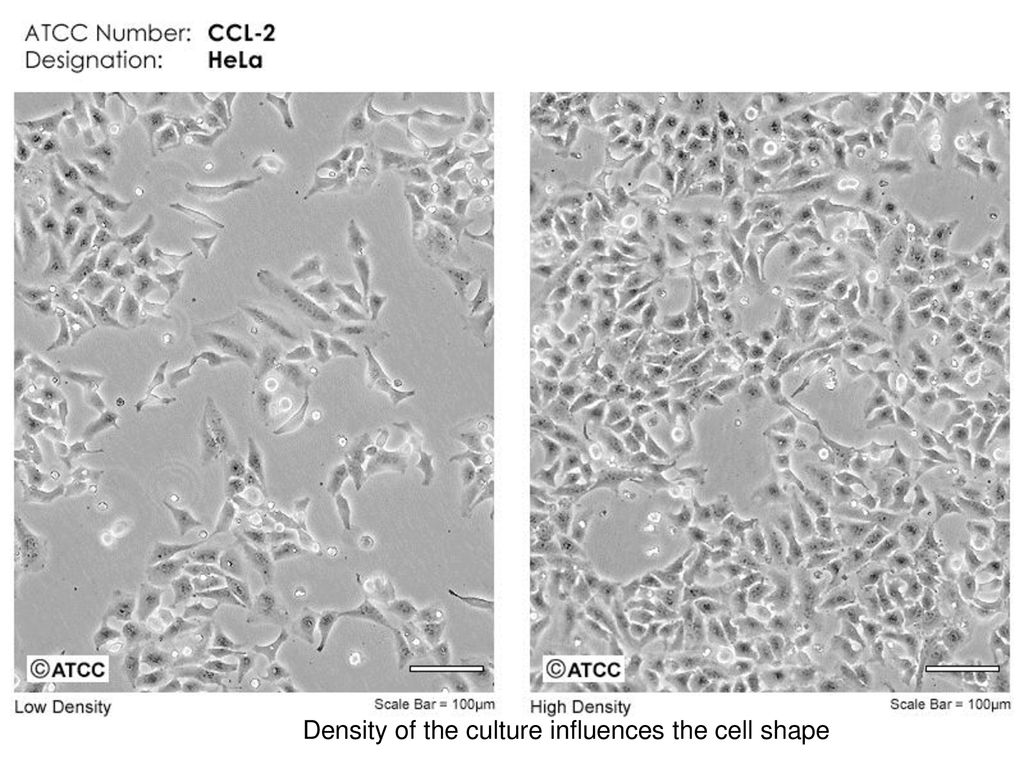 ATCC Number: CCL-2
Designation: HeLa
©ATCC
©ATCC
Low Density
Scale Bar = 100µm
High Density
Scale Bar = 100µm
Density of the culture influences the cell shape